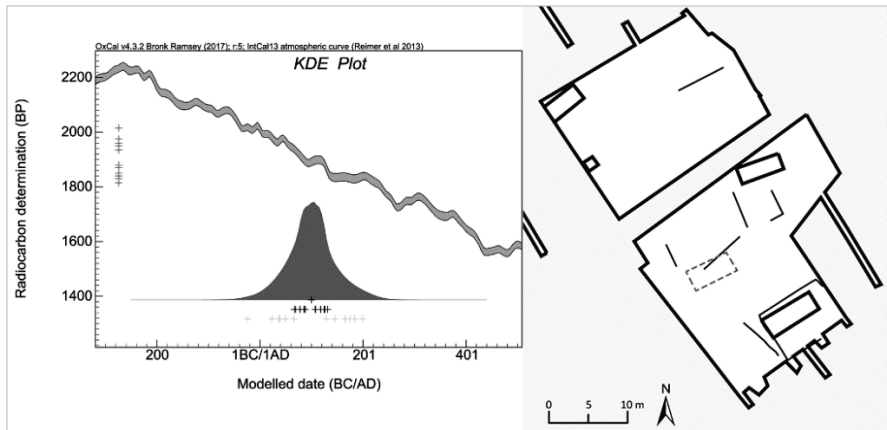 OxCal v4.3.2 Bronk Ramsey (2017); r:5; IntCal13 atmospheric curve (Reimer et al 2013)
KDE Plot
Radiocarbon determination (BP)
2200
2000
1800
1600
1400
200 1BC/1AD 201 401
Modelled date (BC/AD)
N
0 5 10 m